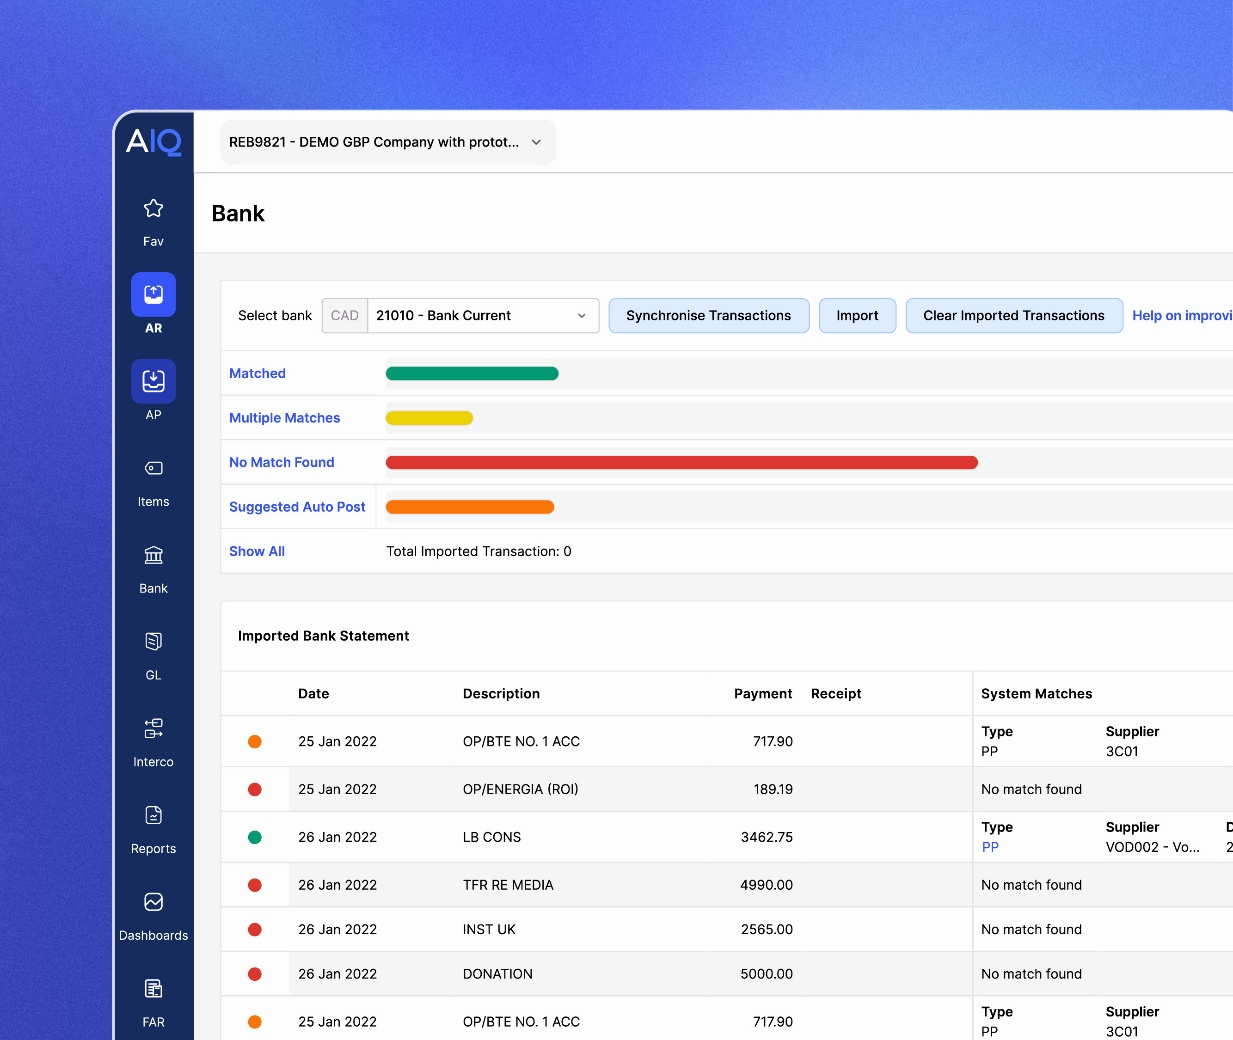 AIQ
REB9821 - DEMO GBP Company with protot...
Fav
AR
AP
Items
Bank
GL
Interco
Reports
Dashboards
FAR
Bank
Select bank CAD 21010 - Bank Current Synchronise Transactions Import Clear Imported Transactions Help on improvi
Matched
Multiple Matches
No Match Found
Suggested Auto Post
Show All Total Imported Transaction: 0
Imported Bank Statement
Date Description Payment Receipt System Matches
25 Jan 2022 OP/BTE NO. 1 ACC 717.90 Type Supplier
PP 3C01
25 Jan 2022 OP/ENERGIA (ROI) 189.19 No match found
26 Jan 2022 LB CONS 3462.75 Type Supplier D
PP VOD002 - Vo... 2
26 Jan 2022 TFR RE MEDIA 4990.00 No match found
26 Jan 2022 INST UK 2565.00 No match found
26 Jan 2022 DONATION 5000.00 No match found
25 Jan 2022 OP/BTE NO. 1 ACC 717.90 Type Supplier
PP 3C01